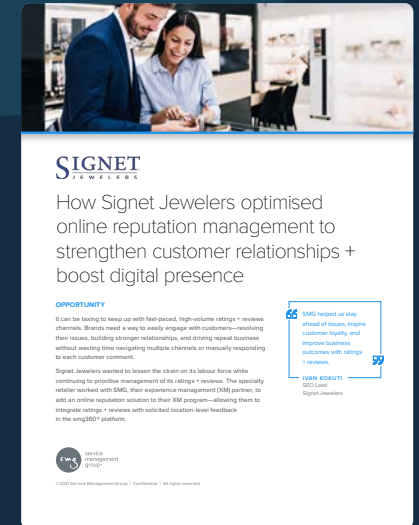 SIGNET
JEWELERS
How Signet Jewelers optimised
online reputation management to
strengthen customer relationships +
boost digital presence
OPPORTUNITY
It can be taxing to keep up with fast-paced, high-volume ratings + reviews
channels. Brands need a way to easily engage with customers—resolving
their issues, building stronger relationships, and driving repeat business
without wasting time navigating multiple channels or manually responding
to each customer comment.
Signet Jewelers wanted to lessen the strain on its labour force while
continuing to prioritise management of its ratings + reviews. The specialty
retailer worked with SMG, their experience management (XM) partner, to
add an online reputation solution to their XM program—allowing them to
integrate ratings + reviews with solicited location-level feedback
in the smg360® platform.
“ SMG helped us stay
ahead of issues, inspire
customer loyalty, and
improve business
outcomes with ratings
+ reviews. ”
IVAN KOKUTI
SEO Lead
Signet Jewelers
smg
service
management
group®
© 2021 Service Management Group | Confidential | All rights reserved